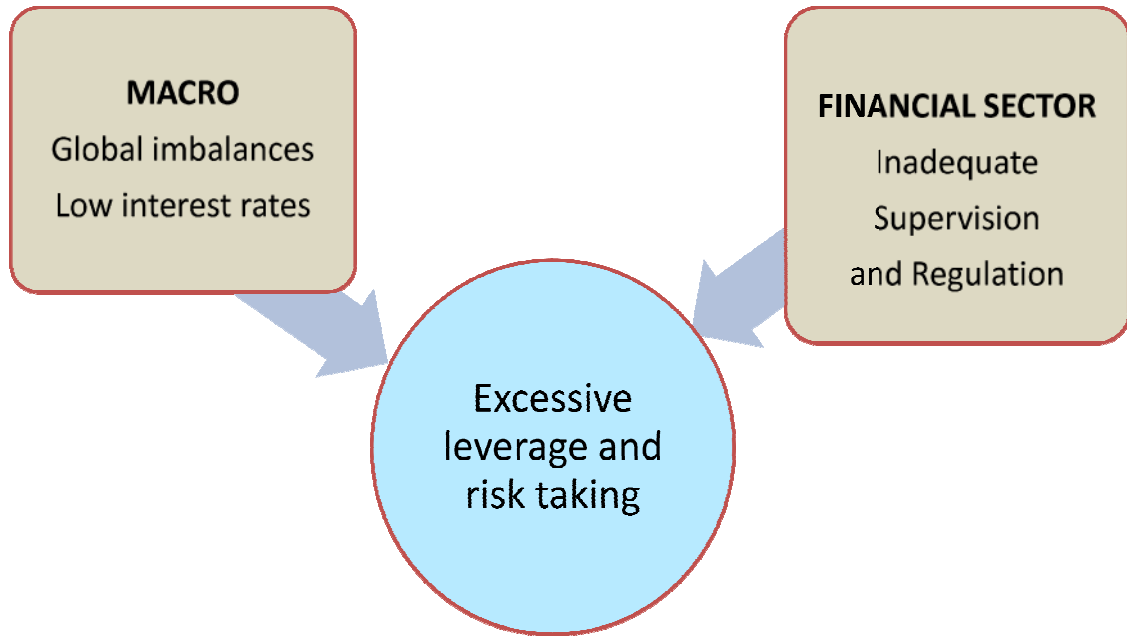 MACRO
Global imbalances
Low interest rates
FINANCIAL SECTOR
Inadequate
Supervision
and Regulation
Excessive
leverage and
risk taking